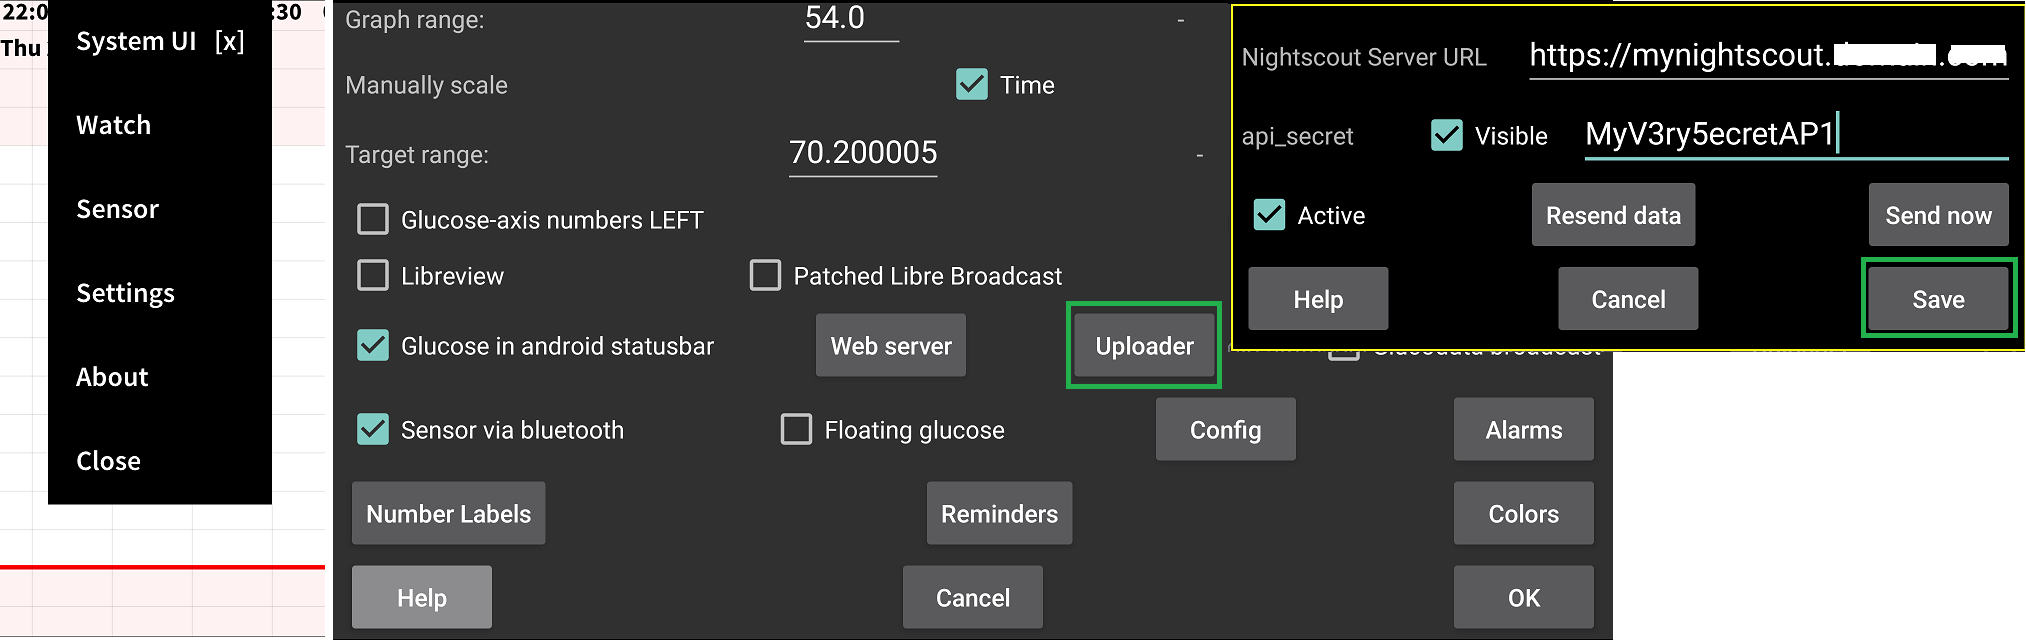 22:0
:30
Thu
System UI [x]
Watch
Sensor
Settings
About
Close
Graph range: 54.0 -
Manually scale Time
Target range: 70.200005 -
Glucose-axis numbers LEFT
Libreview Patched Libre Broadcast
Glucose in android statusbar Web server Uploader
Sensor via bluetooth Floating glucose Config Alarms
Number Labels Reminders Colors
Help Cancel OK
Nightscout Server URL https://mynightscout.
api_secret Visible MyV3ry5ecretAP1
Active Resend data Send now
Help Cancel Save